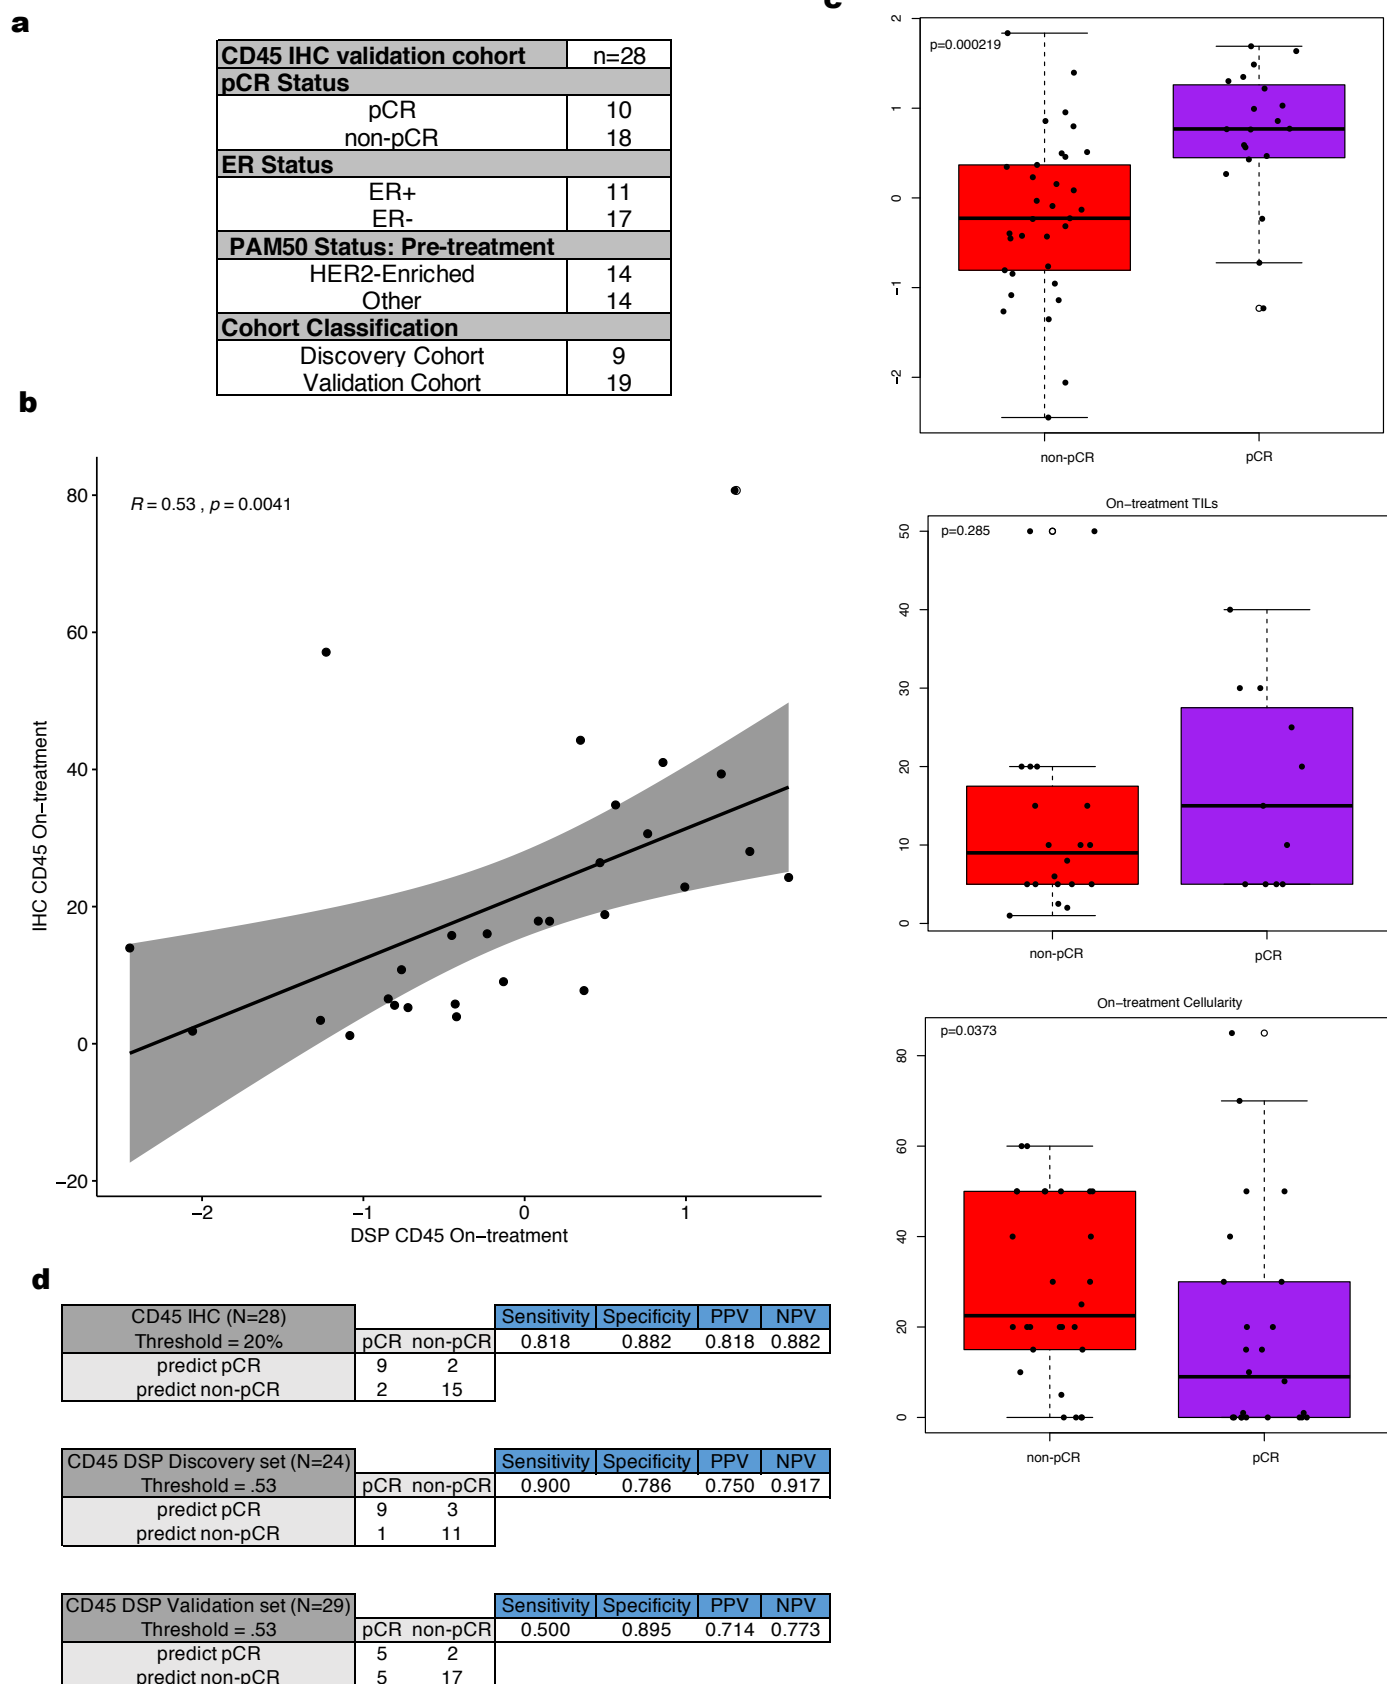 a
CD45 IHC validation cohort n=28
pCR Status
pCR 10
non-pCR 18
ER Status
ER+ 11
ER- 17
PAM50 Status: Pre-treatment
HER2-Enriched 14
Other 14
Cohort Classification
Discovery Cohort 9
Validation Cohort 19
b
R = 0.53 , p = 0.0041
IHC CD45 On−treatment
80
60
40
20
0
−20
−2 −1 0 1
DSP CD45 On−treatment
c
p=0.000219
2
1
0
−1
−2
non-pCR pCR
On−treatment TILs
p=0.285
50
40
30
20
10
0
non-pCR pCR
On−treatment Cellularity
p=0.0373
80
60
40
20
0
non-pCR pCR
d
CD45 IHC (N=28) Sensitivity Specificity PPV NPV
Threshold = 20% pCR non-pCR 0.818 0.882 0.818 0.882
predict pCR 9 2
predict non-pCR 2 15
CD45 DSP Discovery set (N=24) Sensitivity Specificity PPV NPV
Threshold = .53 pCR non-pCR 0.900 0.786 0.750 0.917
predict pCR 9 3
predict non-pCR 1 11
CD45 DSP Validation set (N=29) Sensitivity Specificity PPV NPV
Threshold = .53 pCR non-pCR 0.500 0.895 0.714 0.773
predict pCR 5 2
predict non-pCR 5 17